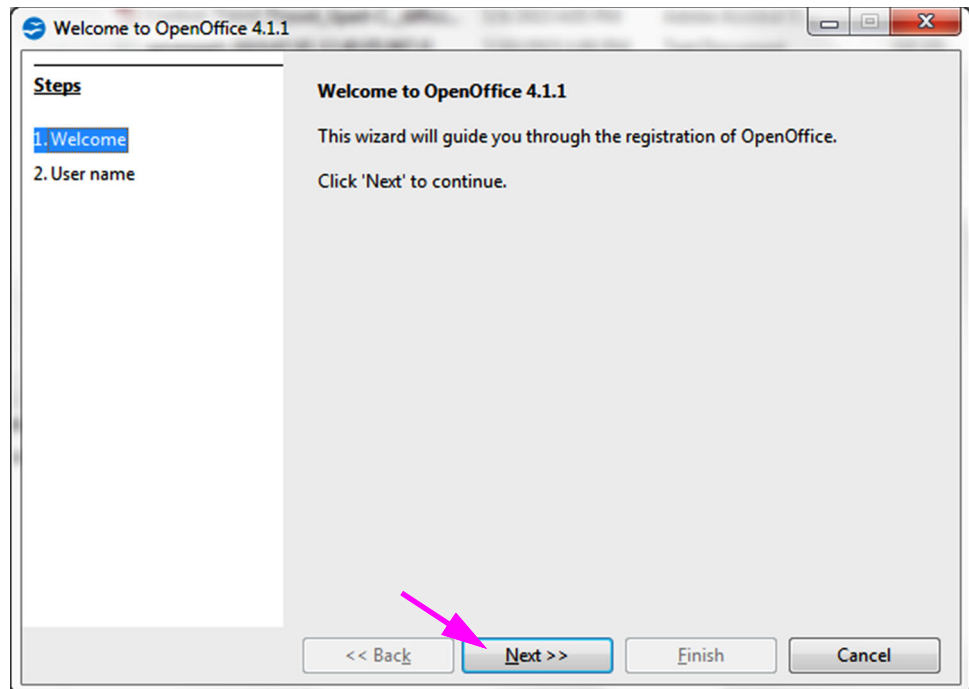 Welcome to OpenOffice 4.1.1
Steps
1. Welcome
2. User name
Welcome to OpenOffice 4.1.1
This wizard will guide you through the registration of OpenOffice.
Click 'Next' to continue.
<< Back
Next >>
Finish
Cancel